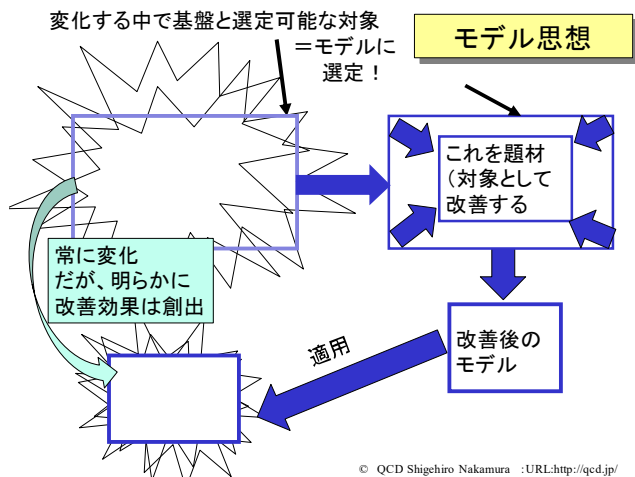 変化する中で基盤と選定可能な対象
＝モデルに
選定！
モデル思想
これを題材
（対象として
改善する
常に変化
だが、明らかに
改善効果は創出
適用
改善後の
モデル
© QCD Shigehiro Nakamura :URL:http://qcd.jp/